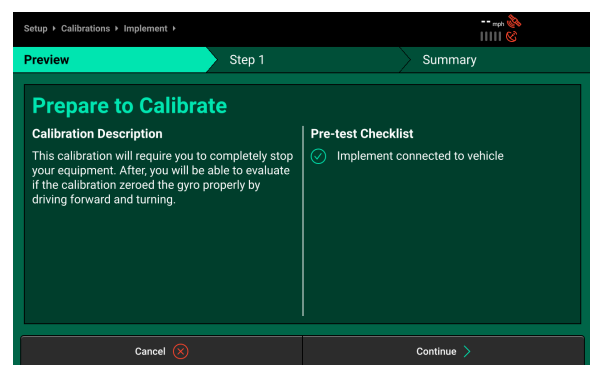 Setup ▸ Calibrations ▸ Implement ▸
-- mph
Preview
Step 1
Summary
Prepare to Calibrate
Calibration Description
This calibration will require you to completely stop
your equipment. After, you will be able to evaluate
if the calibration zeroed the gyro properly by
driving forward and turning.
Pre-test Checklist
Implement connected to vehicle
Cancel
Continue